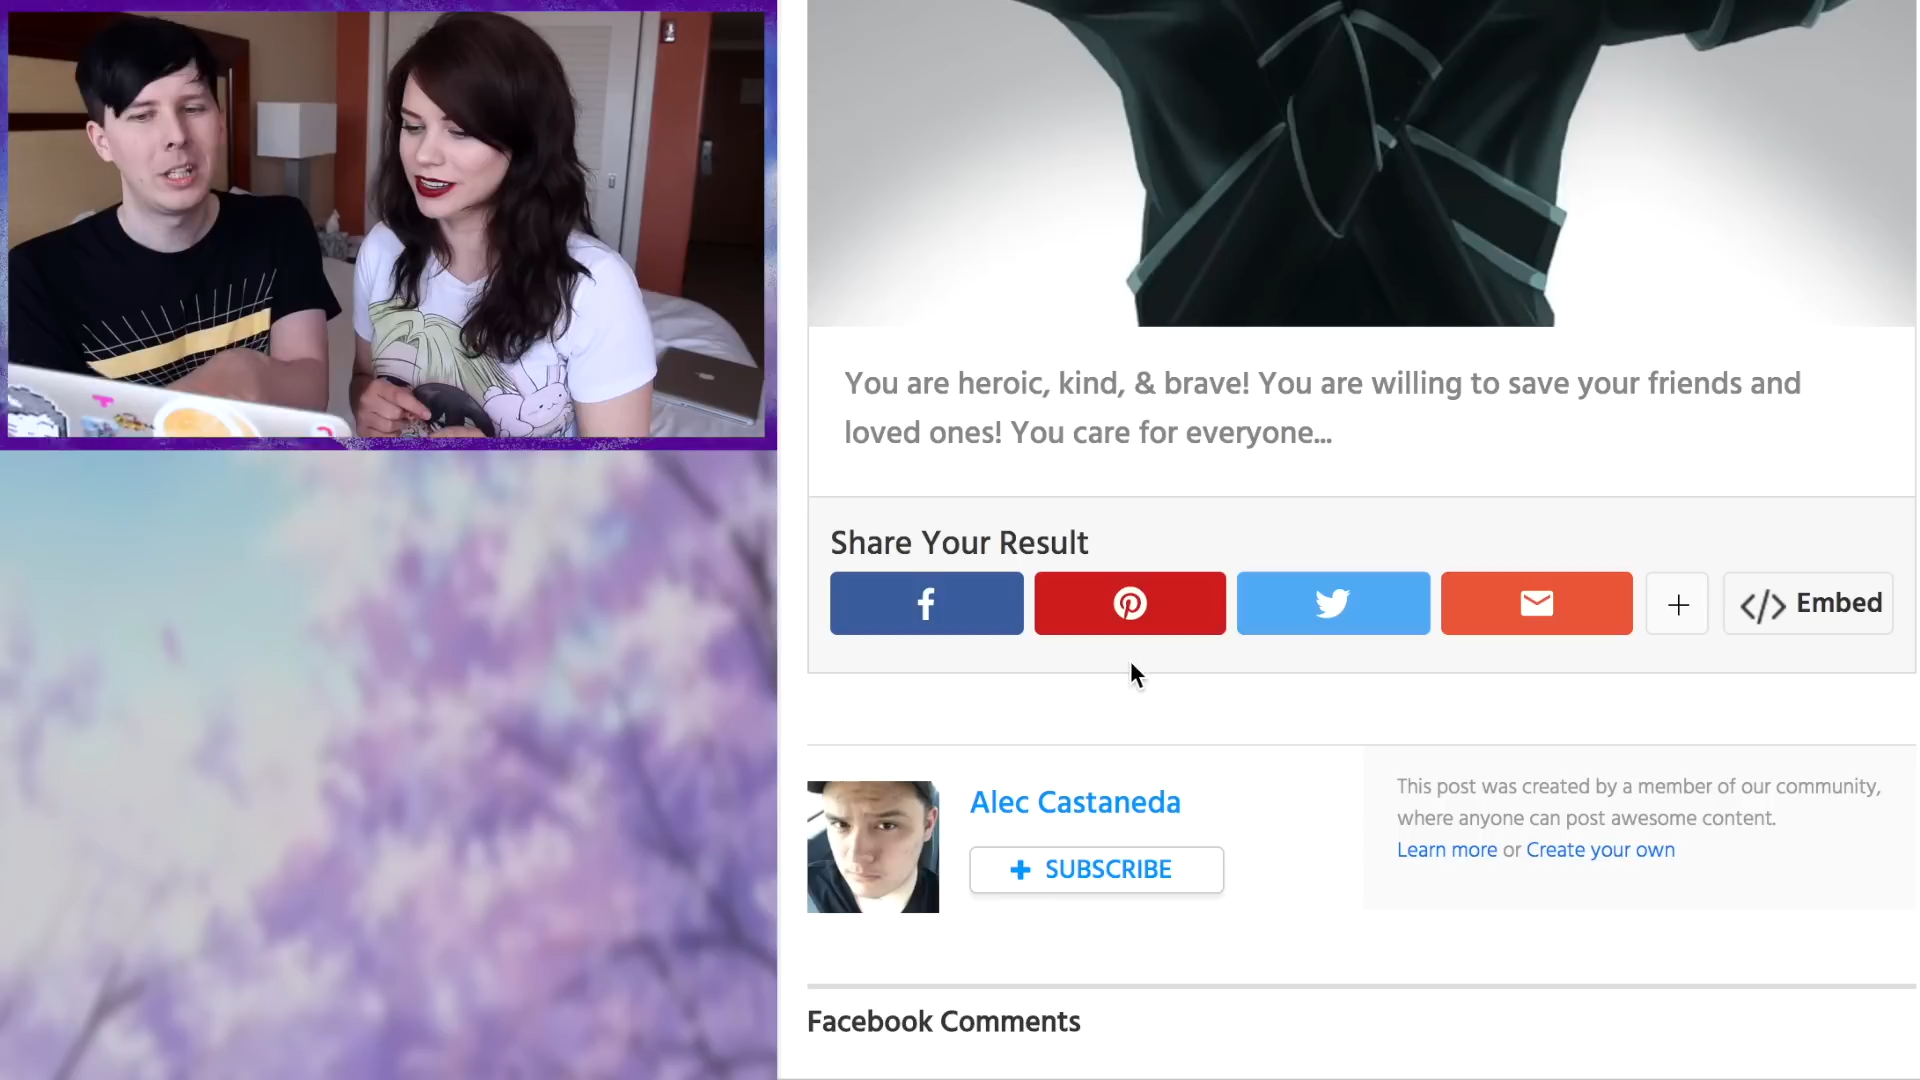 You are heroic, kind, & brave! You are willing to save your friends and
loved ones! You care for everyone...
Share Your Result
</> Embed
Alec Castaneda
+ SUBSCRIBE
This post was created by a member of our community,
where anyone can post awesome content.
Learn more or Create your own
Facebook Comments